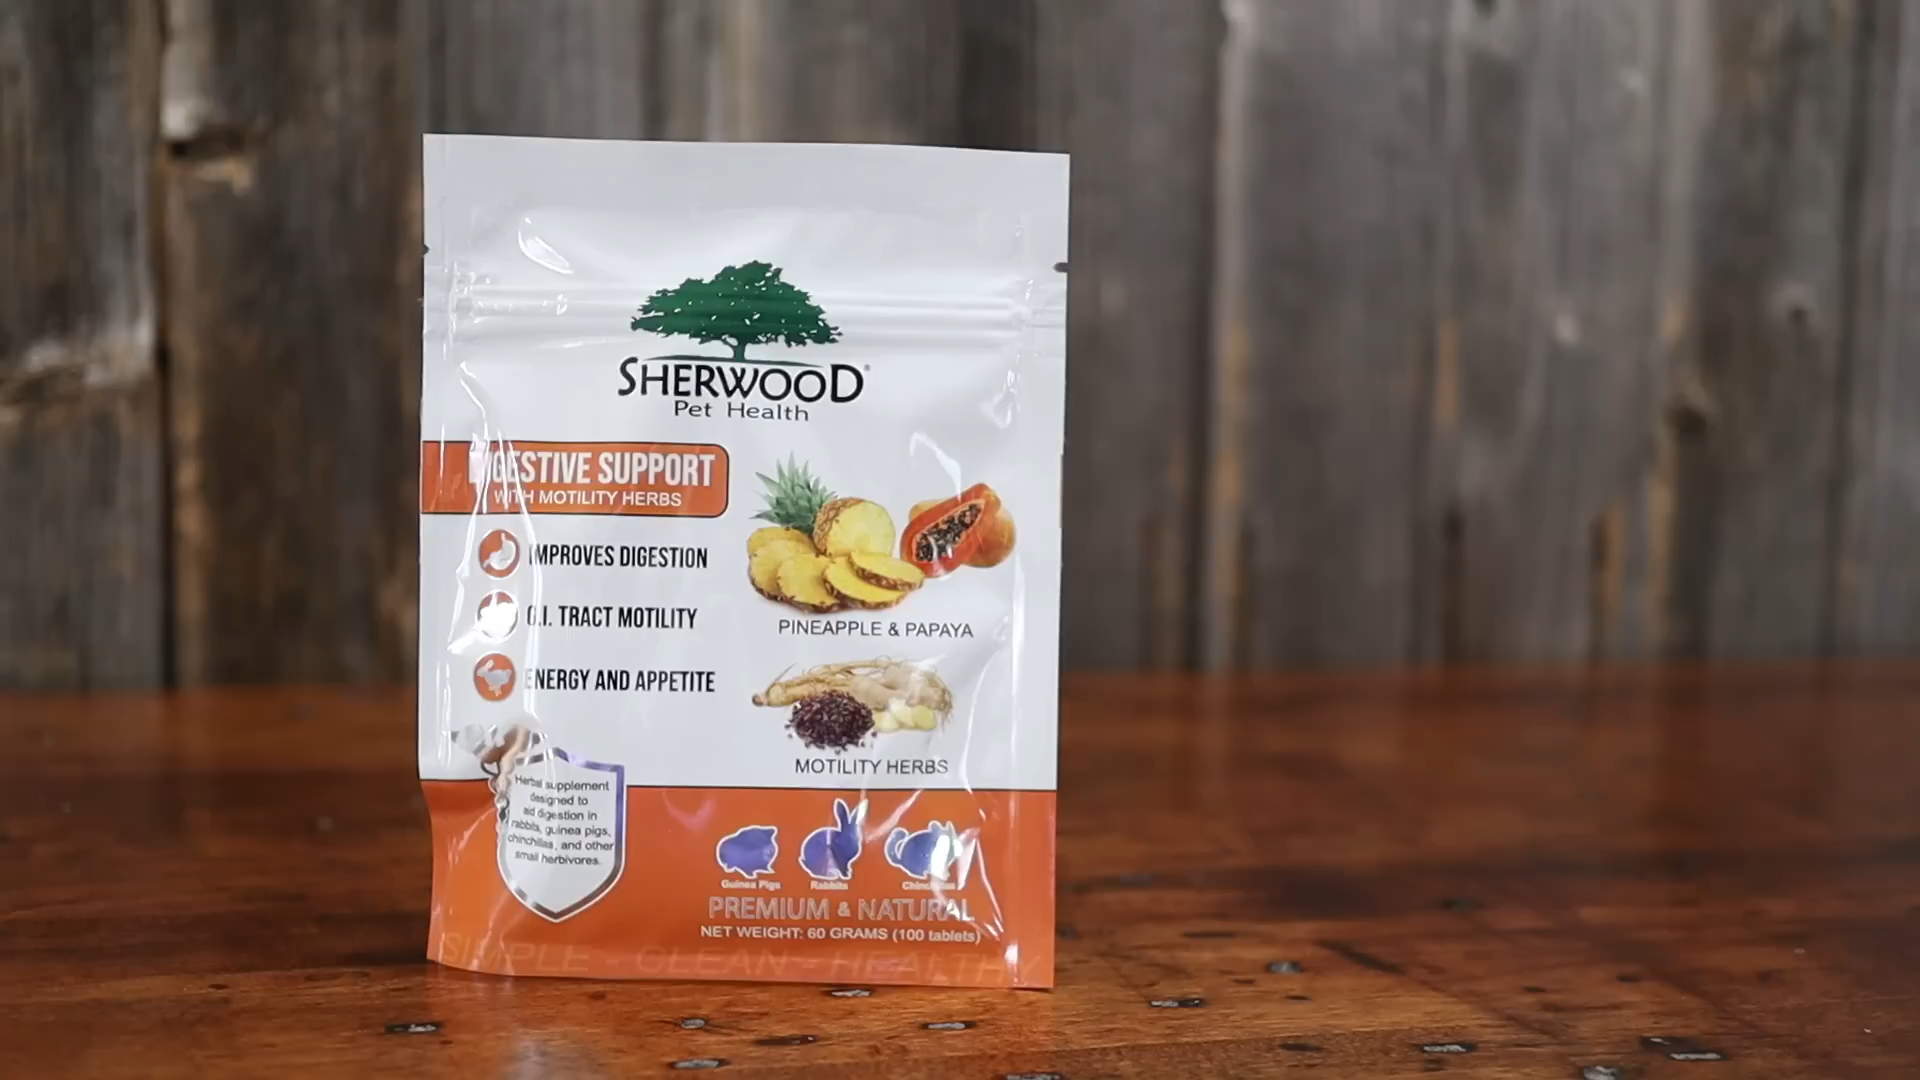 SHERWOOD®
Pet Health
DIGESTIVE SUPPORT
WITH MOTILITY HERBS
IMPROVES DIGESTION
G.I. TRACT MOTILITY
ENERGY AND APPETITE
PINEAPPLE & PAPAYA
MOTILITY HERBS
Herbal supplement
designed to
aid digestion in
rabbits, guinea pigs,
chinchillas, and other
small herbivores.
Guinea Pigs Rabbits Chinchillas
PREMIUM & NATURAL
NET WEIGHT: 60 GRAMS (100 tablets)
SIMPLE - CLEAN - HEALTHY